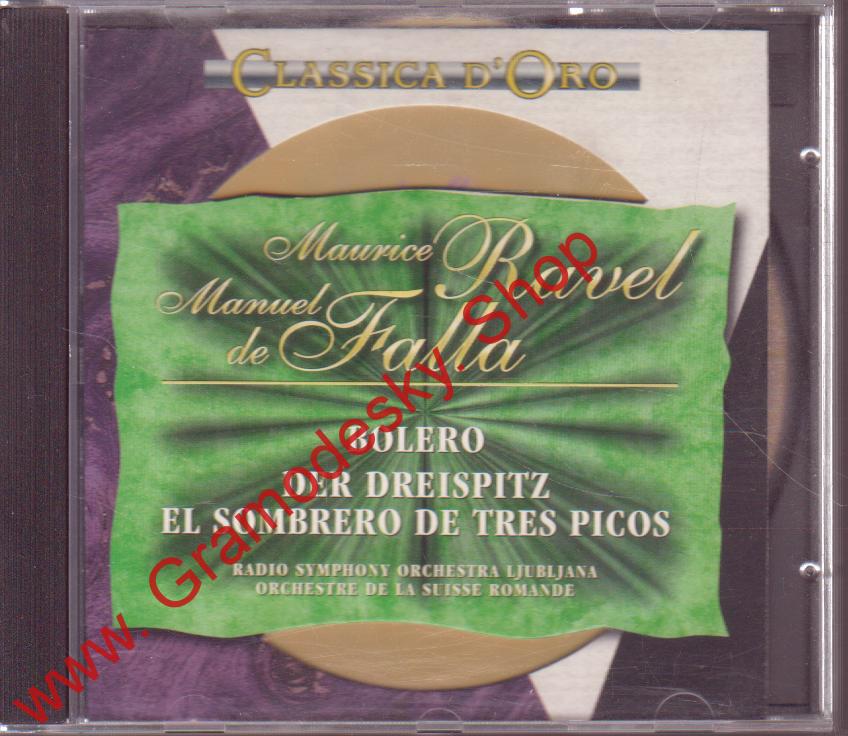 CLASSICA D'ORO
Maurice Ravel
Manuel
de Falla
BOLERO
DER DREISPITZ
EL SOMBRERO DE TRES PICOS
RADIO SYMPHONY ORCHESTRA LJUBLJANA
ORCHESTRE DE LA SUISSE ROMANDE
www. Gramodesky Shop